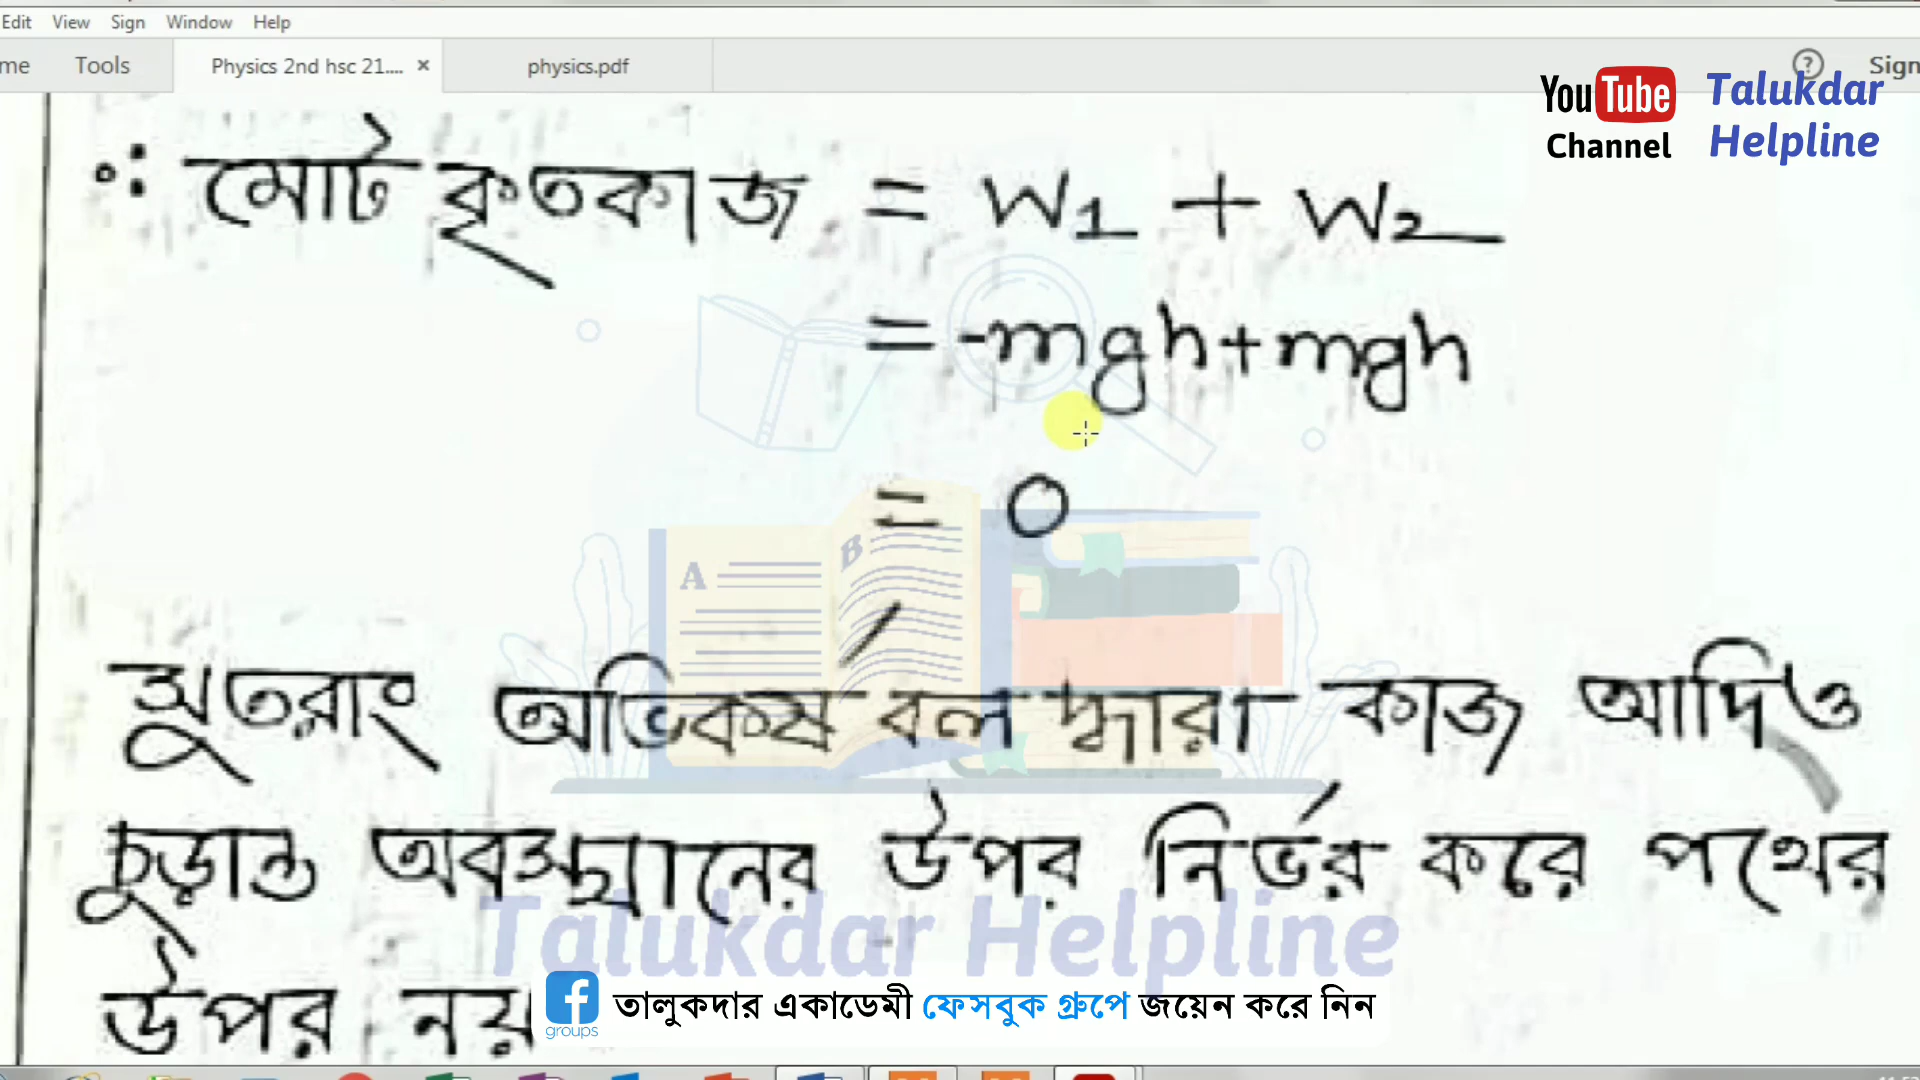 Edit View Sign Window Help
me Tools Physics 2nd hsc 21.... × physics.pdf ? Sign
YouTube Channel
Talukdar Helpline
∴ মোট কৃতকাজ = W₁ + W₂
= -mgh+mgh
= 0
A B
সুতরাং অভিকর্ষ বল দ্বারা কাজ আদি ও
চুড়ান্ত অবস্থানের উপর নির্ভর করে পথের
উপর নয়
Talukdar Helpline
groups
তালুকদার একাডেমী ফেসবুক গ্রুপে জয়েন করে নিন